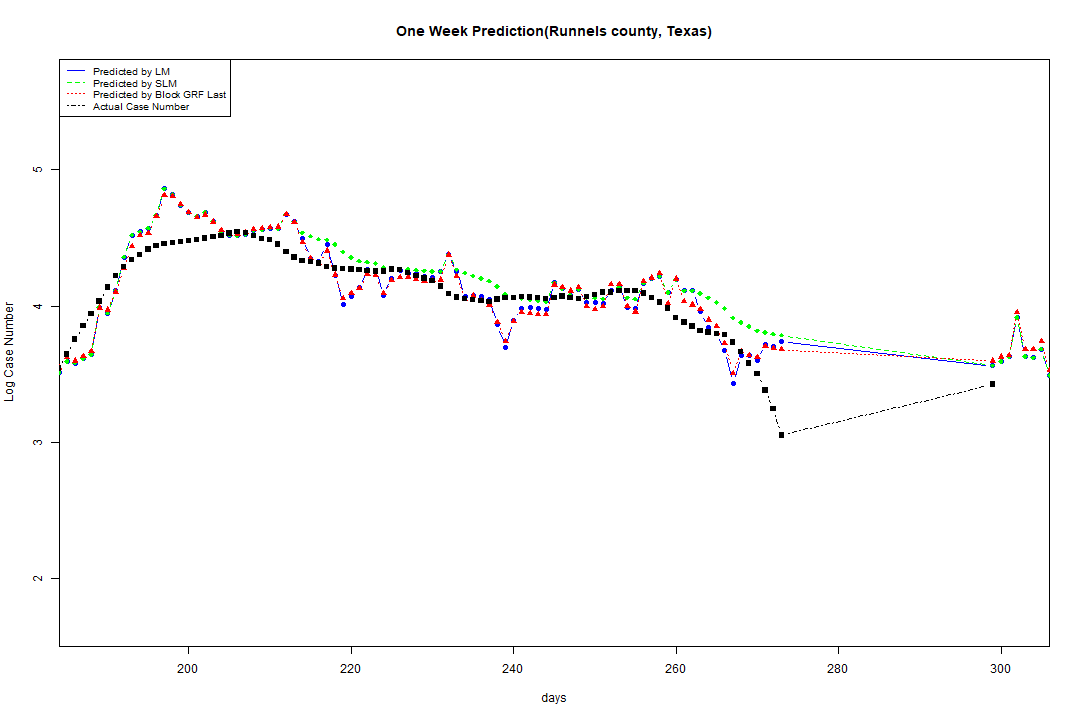 One Week Prediction(Runnels county, Texas)
Predicted by LM
Predicted by SLM
Predicted by Block GRF Last
Actual Case Number
5
4
3
2
Log Case Number
200 220 240 260 280 300
days